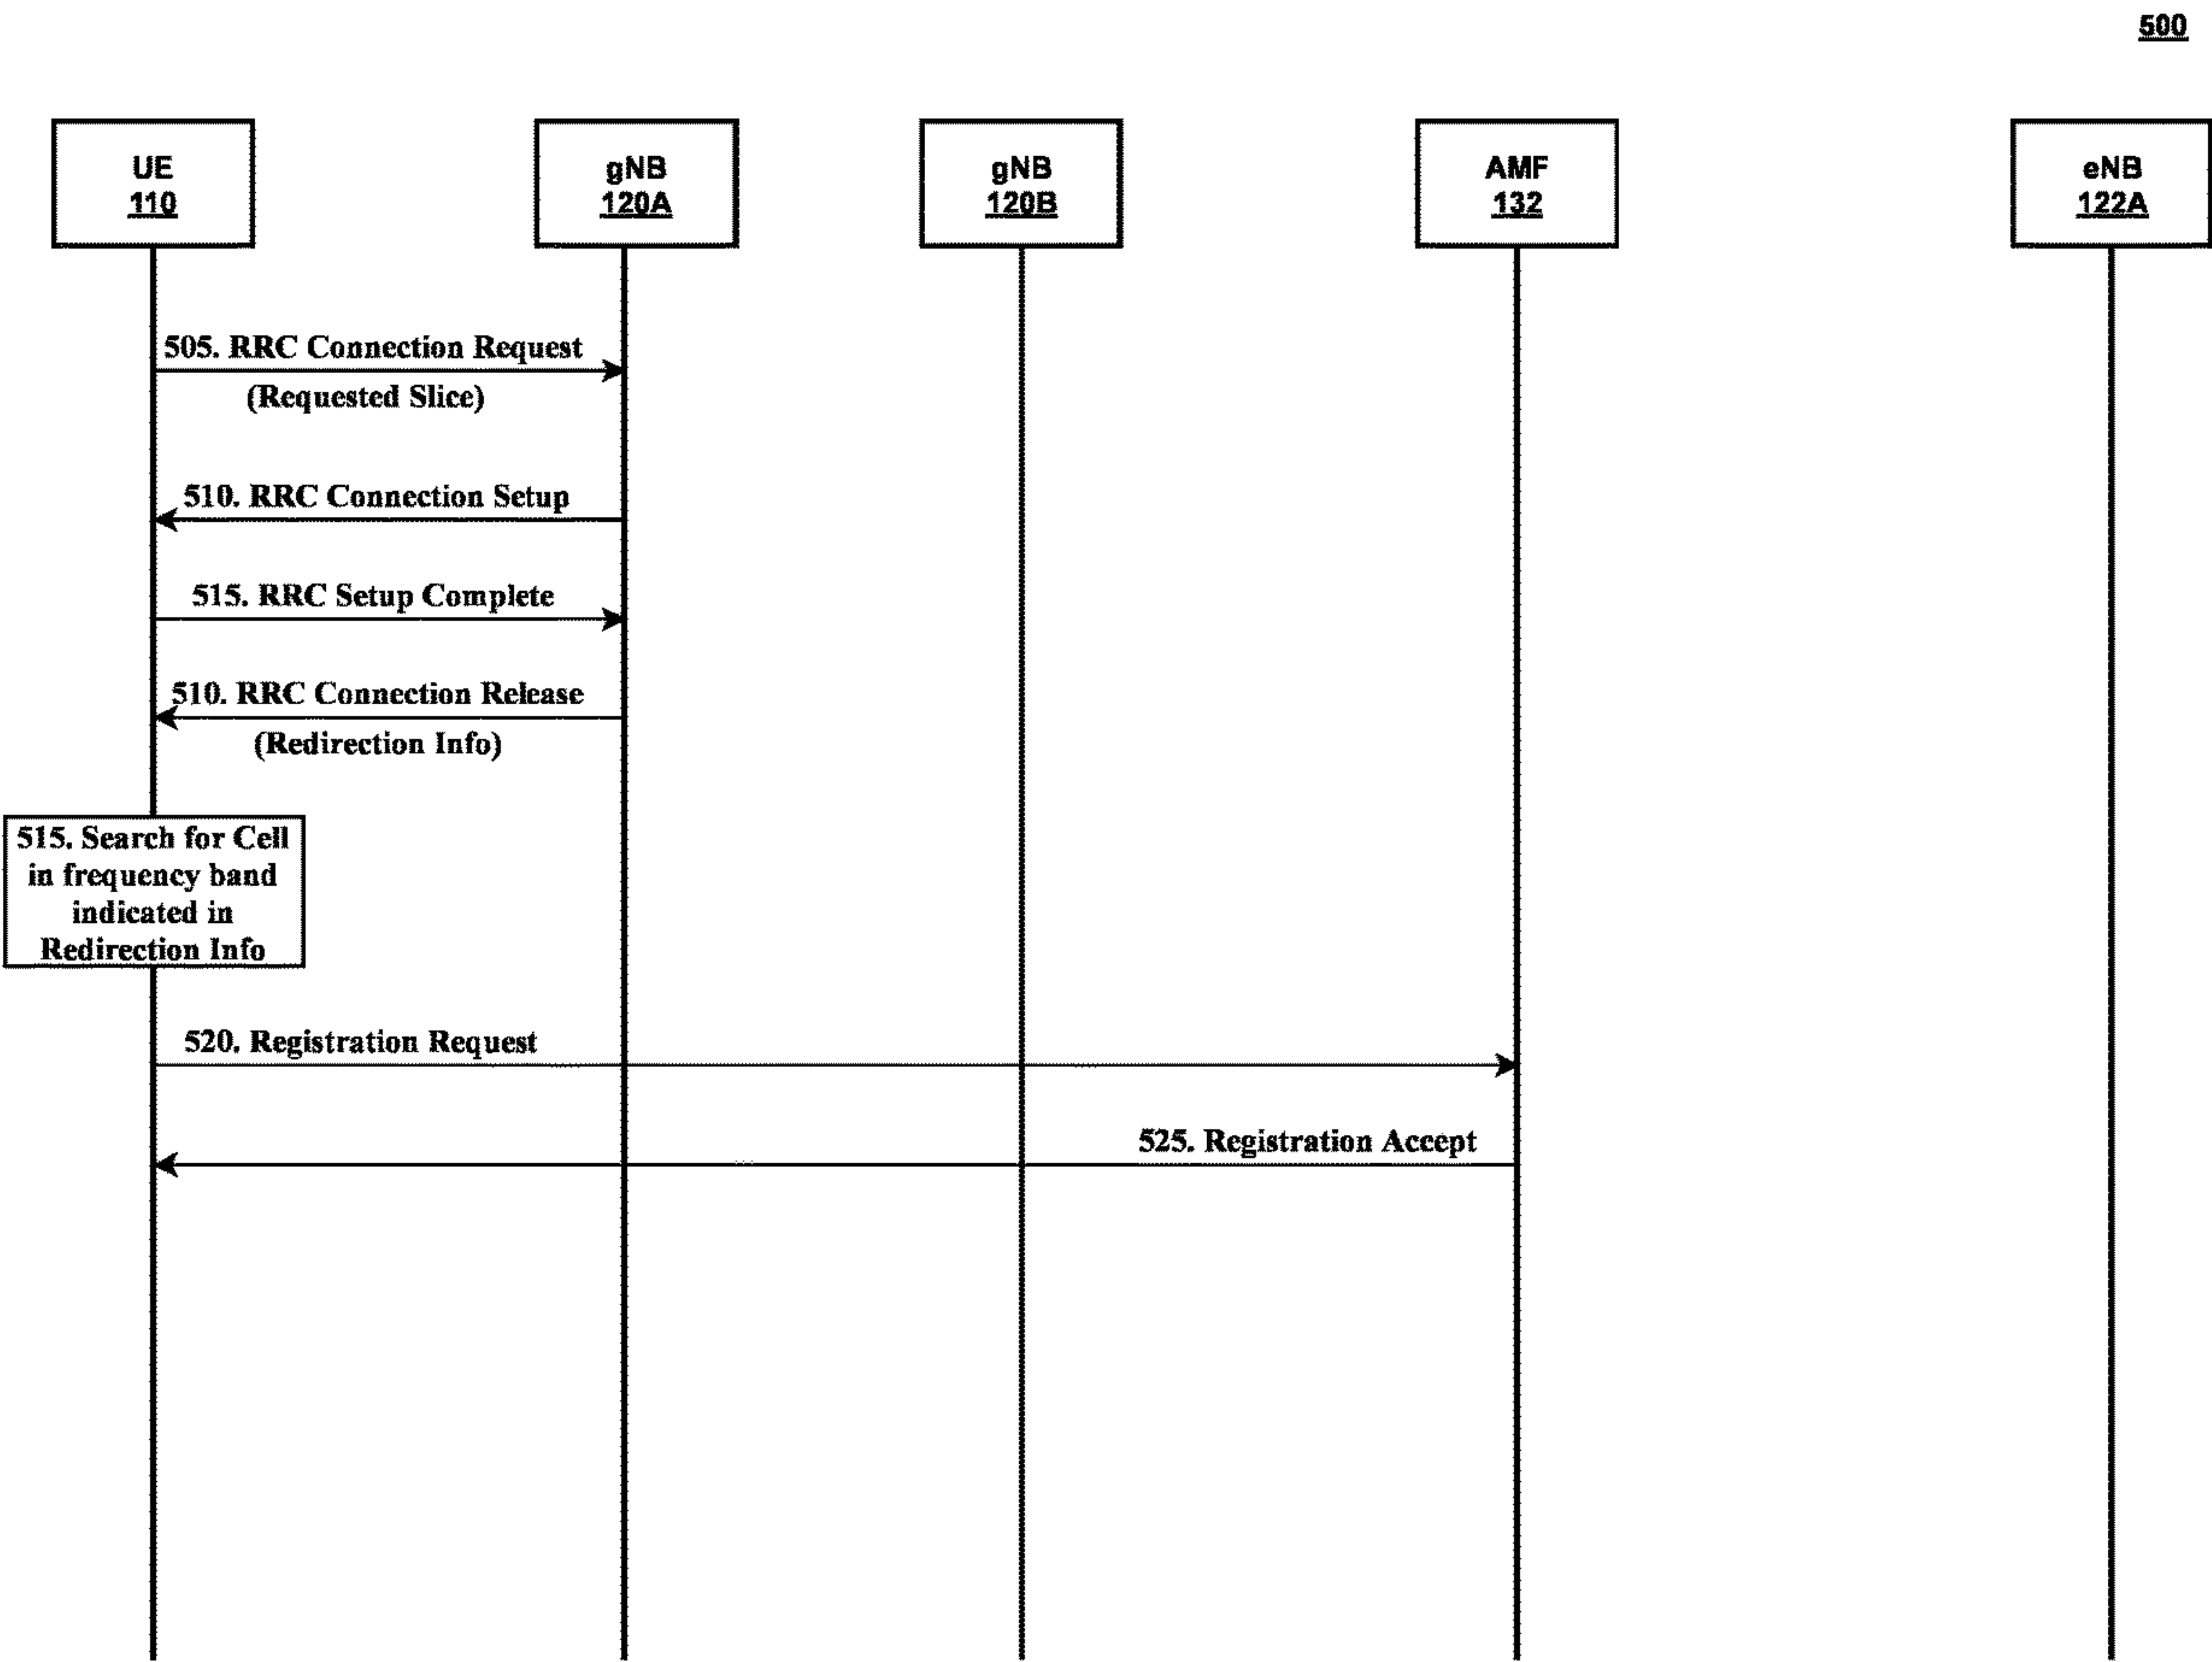 500
UE
110
gNB
120A
gNB
120B
AMF
132
eNB
122A
505. RRC Connection Request
(Requested Slice)
510. RRC Connection Setup
515. RRC Setup Complete
510. RRC Connection Release
(Redirection Info)
515. Search for Cell
in frequency band
indicated in
Redirection Info
520. Registration Request
525. Registration Accept